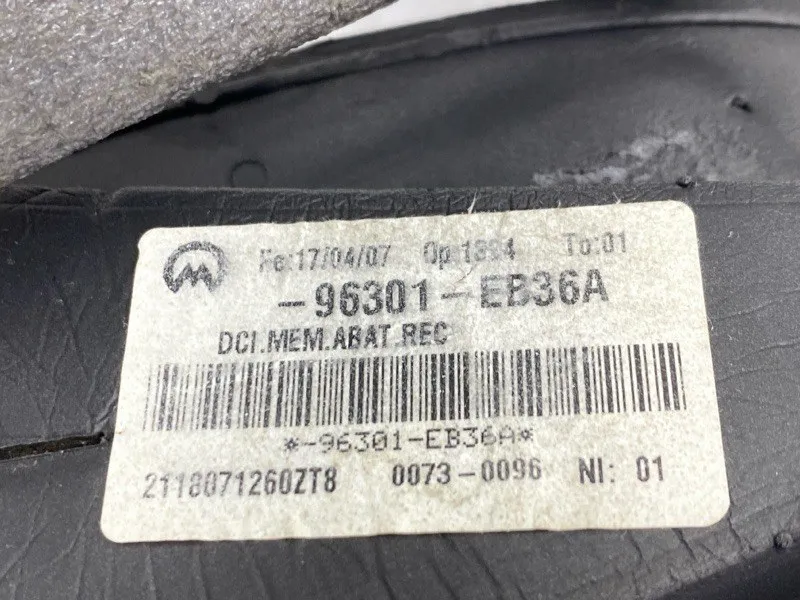 Fe:17/04/07 Op:1394 To:01
-96301-EB36A
DCI.MEM.ABAT.REC
*-96301-EB36A*
2118071260ZT8 0073-0096 NI: 01